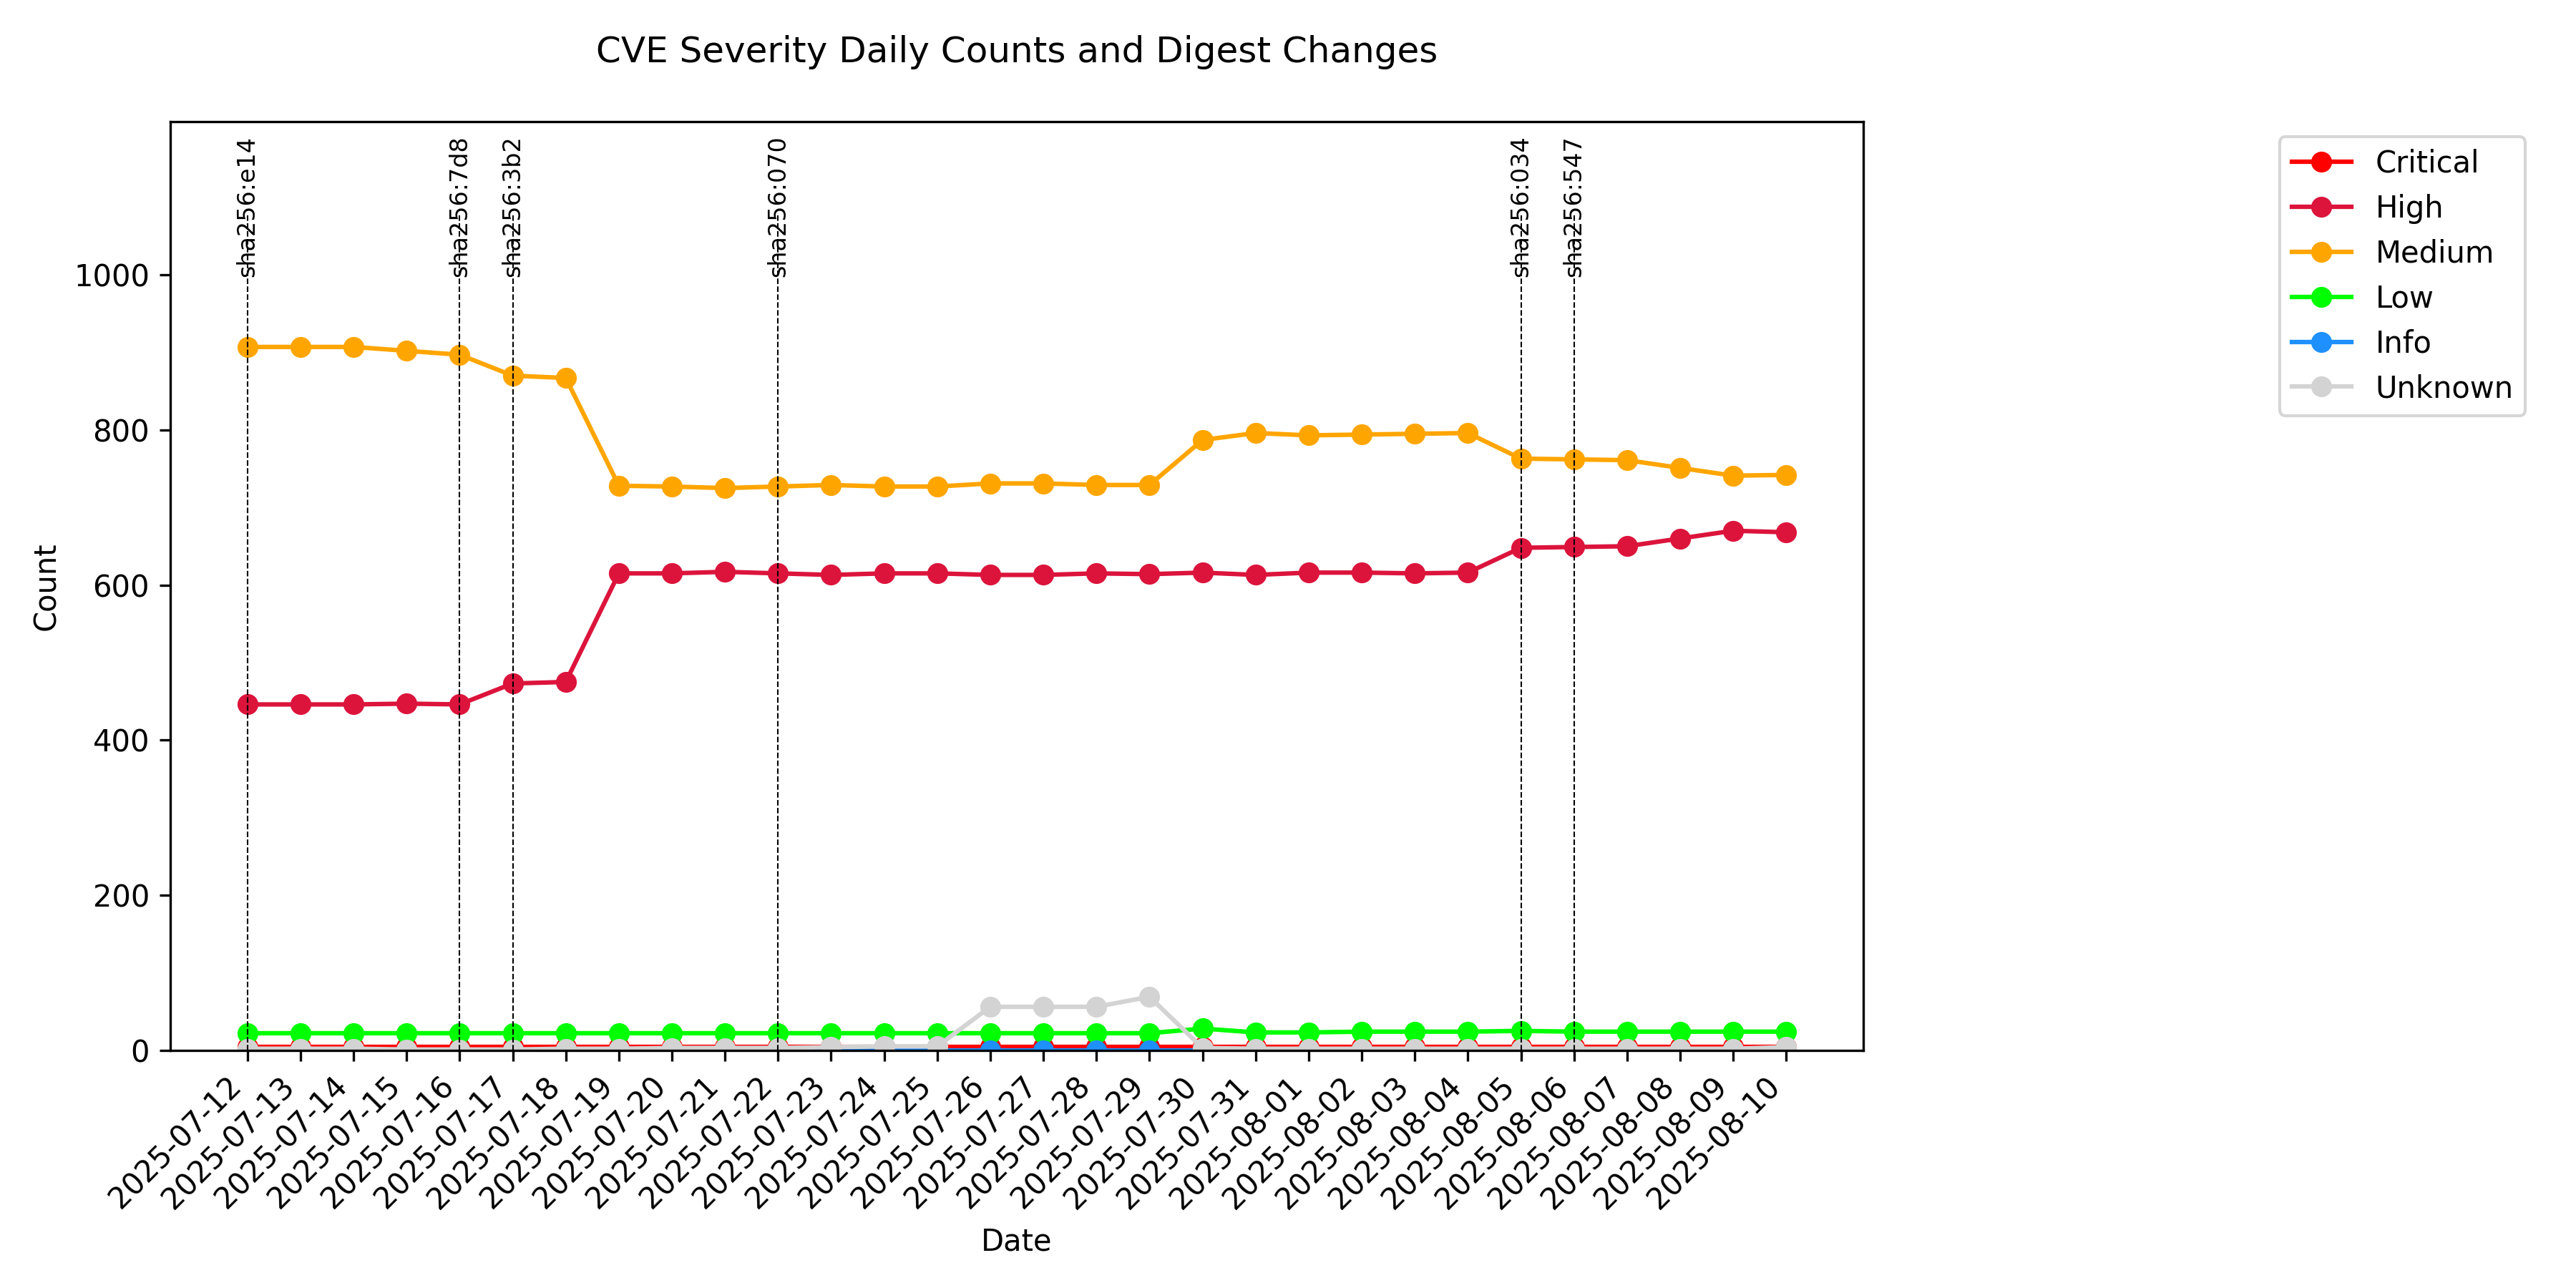 CVE Severity Daily Counts and Digest Changes
sha256:e14
sha256:7d8
sha256:3b2
sha256:070
sha256:034
sha256:547
Critical
High
Medium
Low
Info
Unknown
Count
1000
800
600
400
200
0
2025-07-12
2025-07-13
2025-07-14
2025-07-15
2025-07-16
2025-07-17
2025-07-18
2025-07-19
2025-07-20
2025-07-21
2025-07-22
2025-07-23
2025-07-24
2025-07-25
2025-07-26
2025-07-27
2025-07-28
2025-07-29
2025-07-30
2025-07-31
2025-08-01
2025-08-02
2025-08-03
2025-08-04
2025-08-05
2025-08-06
2025-08-07
2025-08-08
2025-08-09
2025-08-10
Date